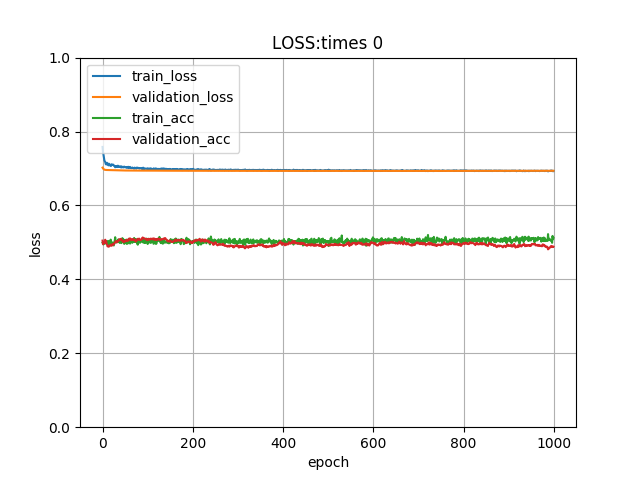 LOSS:times 0
1.0
train_loss
validation_loss
train_acc
validation_acc
0.8
0.6
loss
0.4
0.2
0.0
0 200 400 600 800 1000
epoch